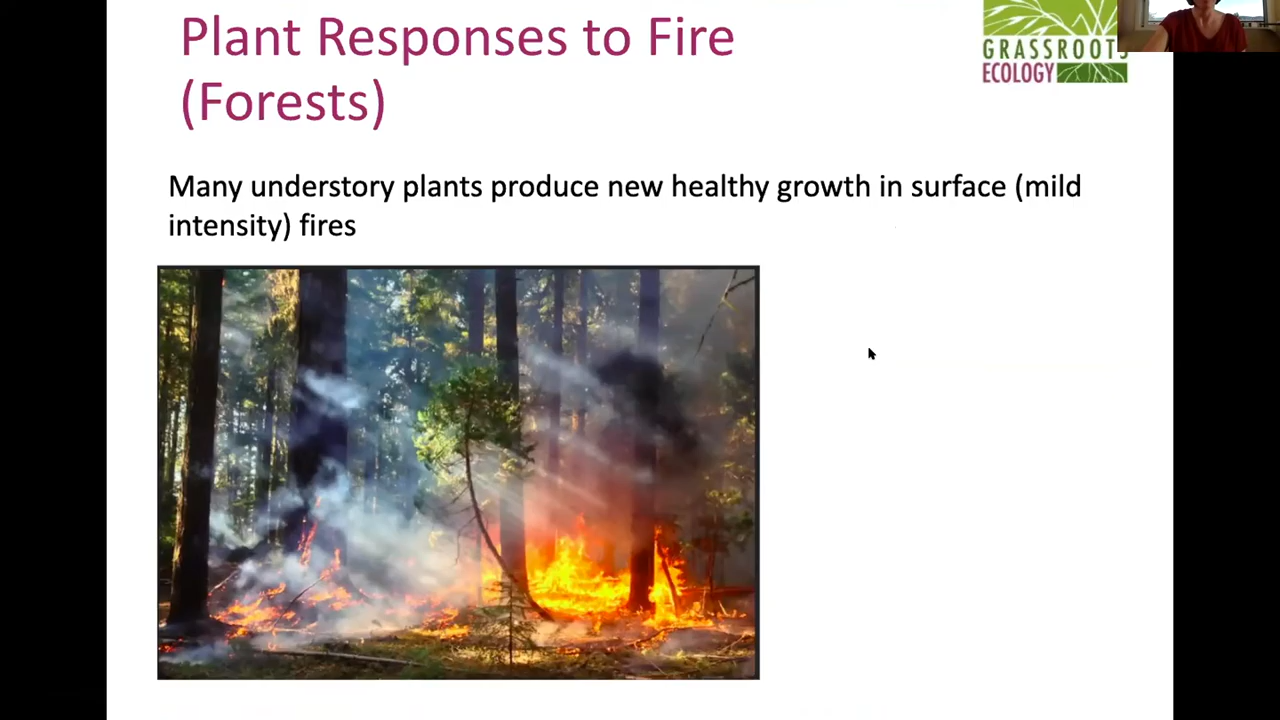 Plant Responses to Fire
(Forests)
GRASSROOTS
ECOLOGY
Many understory plants produce new healthy growth in surface (mild
intensity) fires